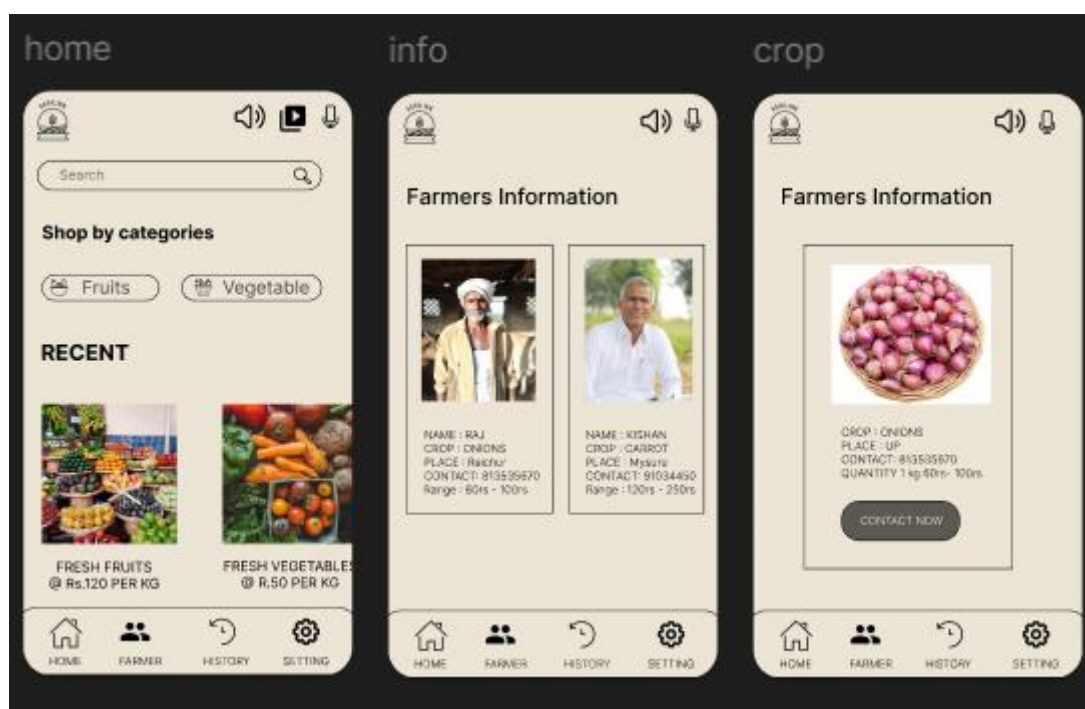 home
info
crop
Search
Shop by categories
Fruits
Vegetable
RECENT
FRESH FRUITS
@ Rs.120 PER KG
FRESH VEGETABLES
@ R.50 PER KG
HOME
FARMER
HISTORY
SETTING
Farmers Information
NAME : RAJ
CROP : ONIONS
PLACE : Raichur
CONTACT: 813535670
Range : 60rs - 100rs
NAME : KISHAN
CROP : CARROT
PLACE : Mysuru
CONTACT: 91034450
Range : 120rs - 250rs
HOME
FARMER
HISTORY
SETTING
Farmers Information
CROP : ONIONS
PLACE : UP
CONTACT: 813535670
QUANTITY 1 kg 60rs- 100rs
CONTACT NOW
HOME
FARMER
HISTORY
SETTING